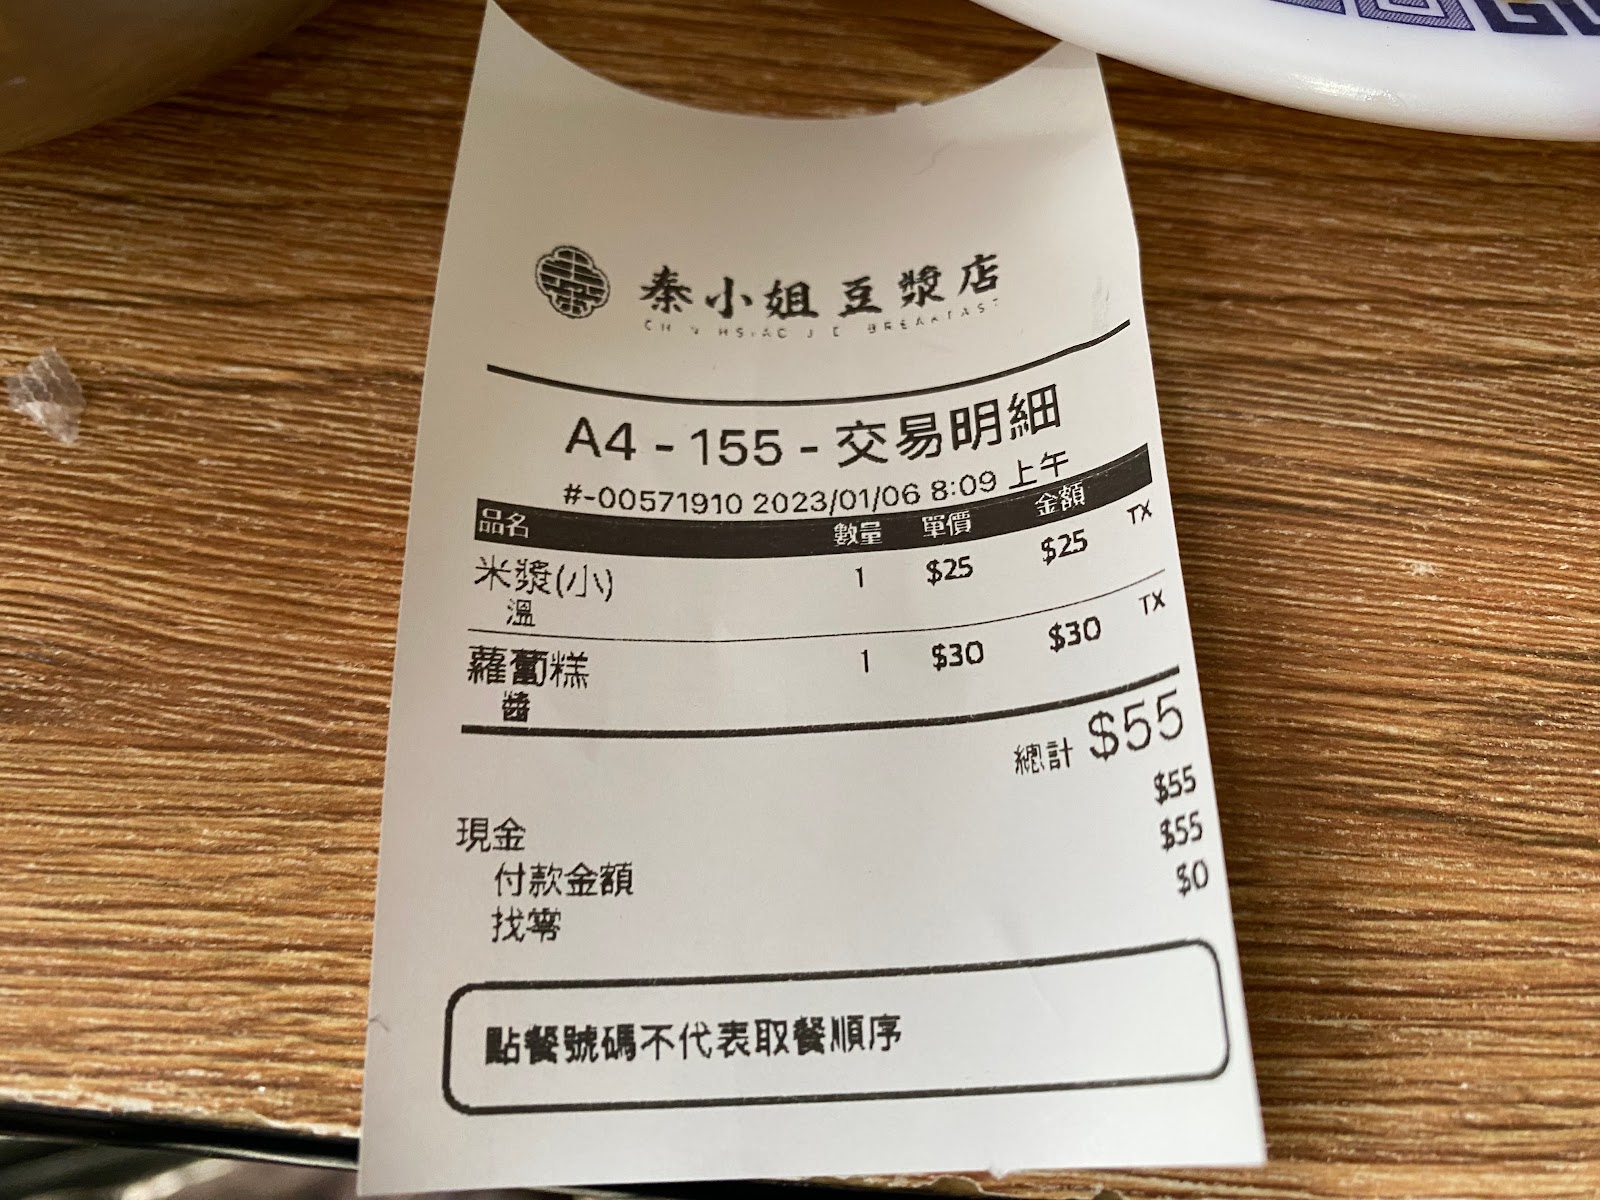 秦小姐豆漿店
CHIN HSIAO JIE BREAKFAST
A4 - 155 - 交易明細
#-00571910 2023/01/06 8:09 上午
品名 數量 單價 金額
米漿(小) 1 $25 $25 TX
溫
蘿蔔糕 1 $30 $30 TX
醬
總計 $55
現金 $55
付款金額 $55
找零 $0
點餐號碼不代表取餐順序